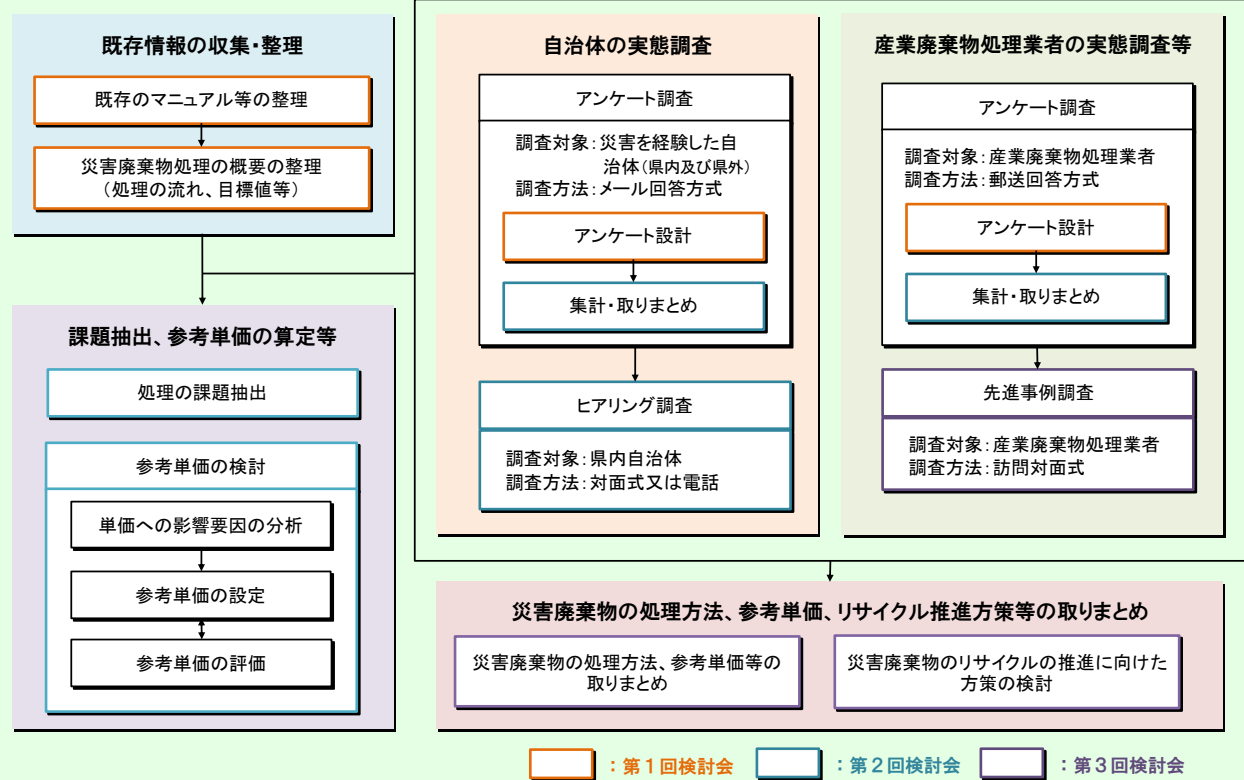 既存情報の収集・整理
既存のマニュアル等の整理
災害廃棄物処理の概要の整理
（処理の流れ、目標値等）
課題抽出、参考単価の算定等
処理の課題抽出
参考単価の検討
単価への影響要因の分析
参考単価の設定
参考単価の評価
自治体の実態調査
アンケート調査
調査対象：災害を経験した自
治体（県内及び県外）
調査方法：メール回答方式
アンケート設計
集計・取りまとめ
ヒアリング調査
調査対象：県内自治体
調査方法：対面式又は電話
産業廃棄物処理業者の実態調査等
アンケート調査
調査対象：産業廃棄物処理業者
調査方法：郵送回答方式
アンケート設計
集計・取りまとめ
先進事例調査
調査対象：産業廃棄物処理業者
調査方法：訪問対面式
災害廃棄物の処理方法、参考単価、リサイクル推進方策等の取りまとめ
災害廃棄物の処理方法、参考単価等の
取りまとめ
災害廃棄物のリサイクルの推進に向けた
方策の検討
：第１回検討会
：第２回検討会
：第３回検討会